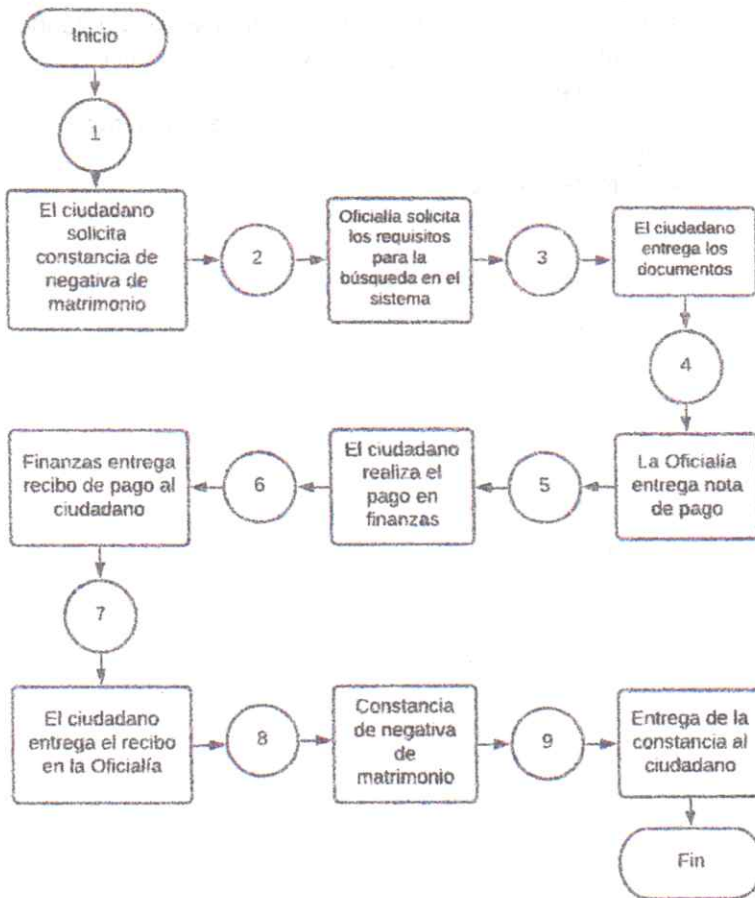 Inicio
1
El ciudadano
solicita
constancia de
negativa de
matrimonio
2
Oficialía solicita
los requisitos
para la
búsqueda en el
sistema
3
El ciudadano
entrega los
documentos
4
La Oficialía
entrega nota
de pago
5
El ciudadano
realiza el
pago en
finanzas
6
Finanzas entrega
recibo de pago al
ciudadano
7
El ciudadano
entrega el recibo
en la Oficialía
8
Constancia
de negativa
de
matrimonio
9
Entrega de la
constancia al
ciudadano
Fin